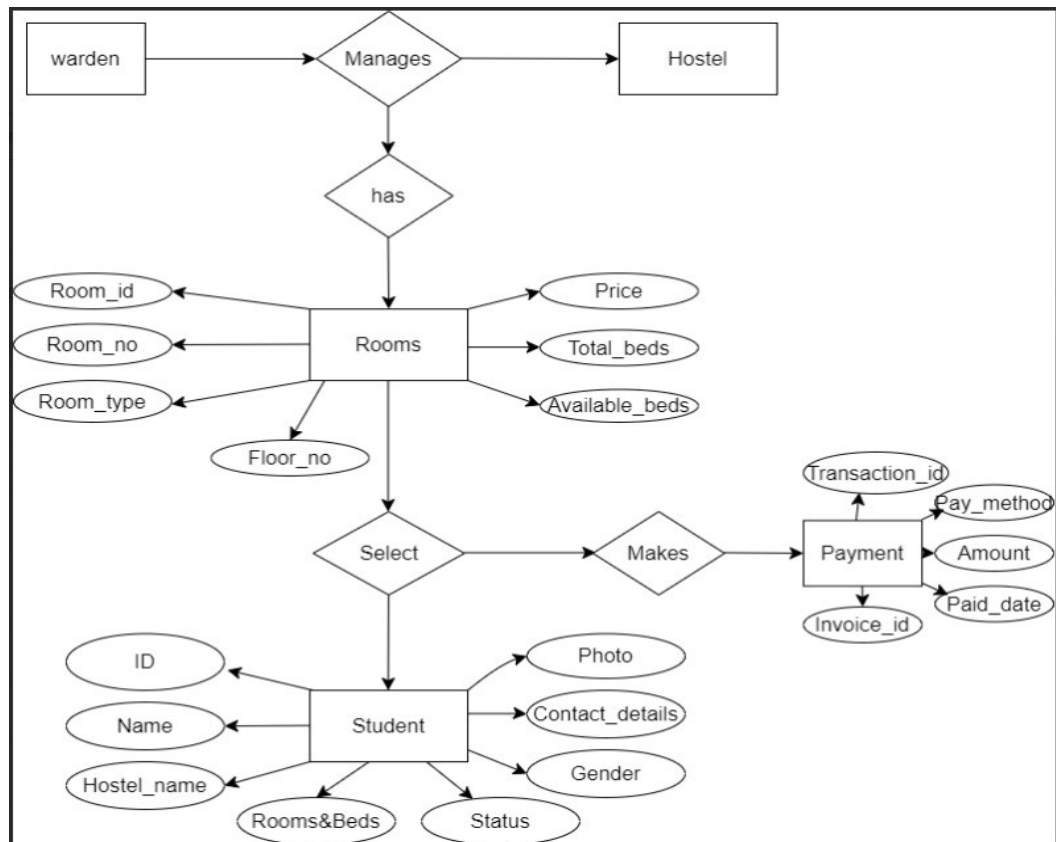 warden
Manages
Hostel
has
Room_id
Price
Room_no
Rooms
Total_beds
Room_type
Available_beds
Floor_no
Transaction_id
Pay_method
Select
Makes
Payment
Amount
Paid_date
Invoice_id
ID
Photo
Name
Student
Contact_details
Hostel_name
Gender
Rooms&Beds
Status